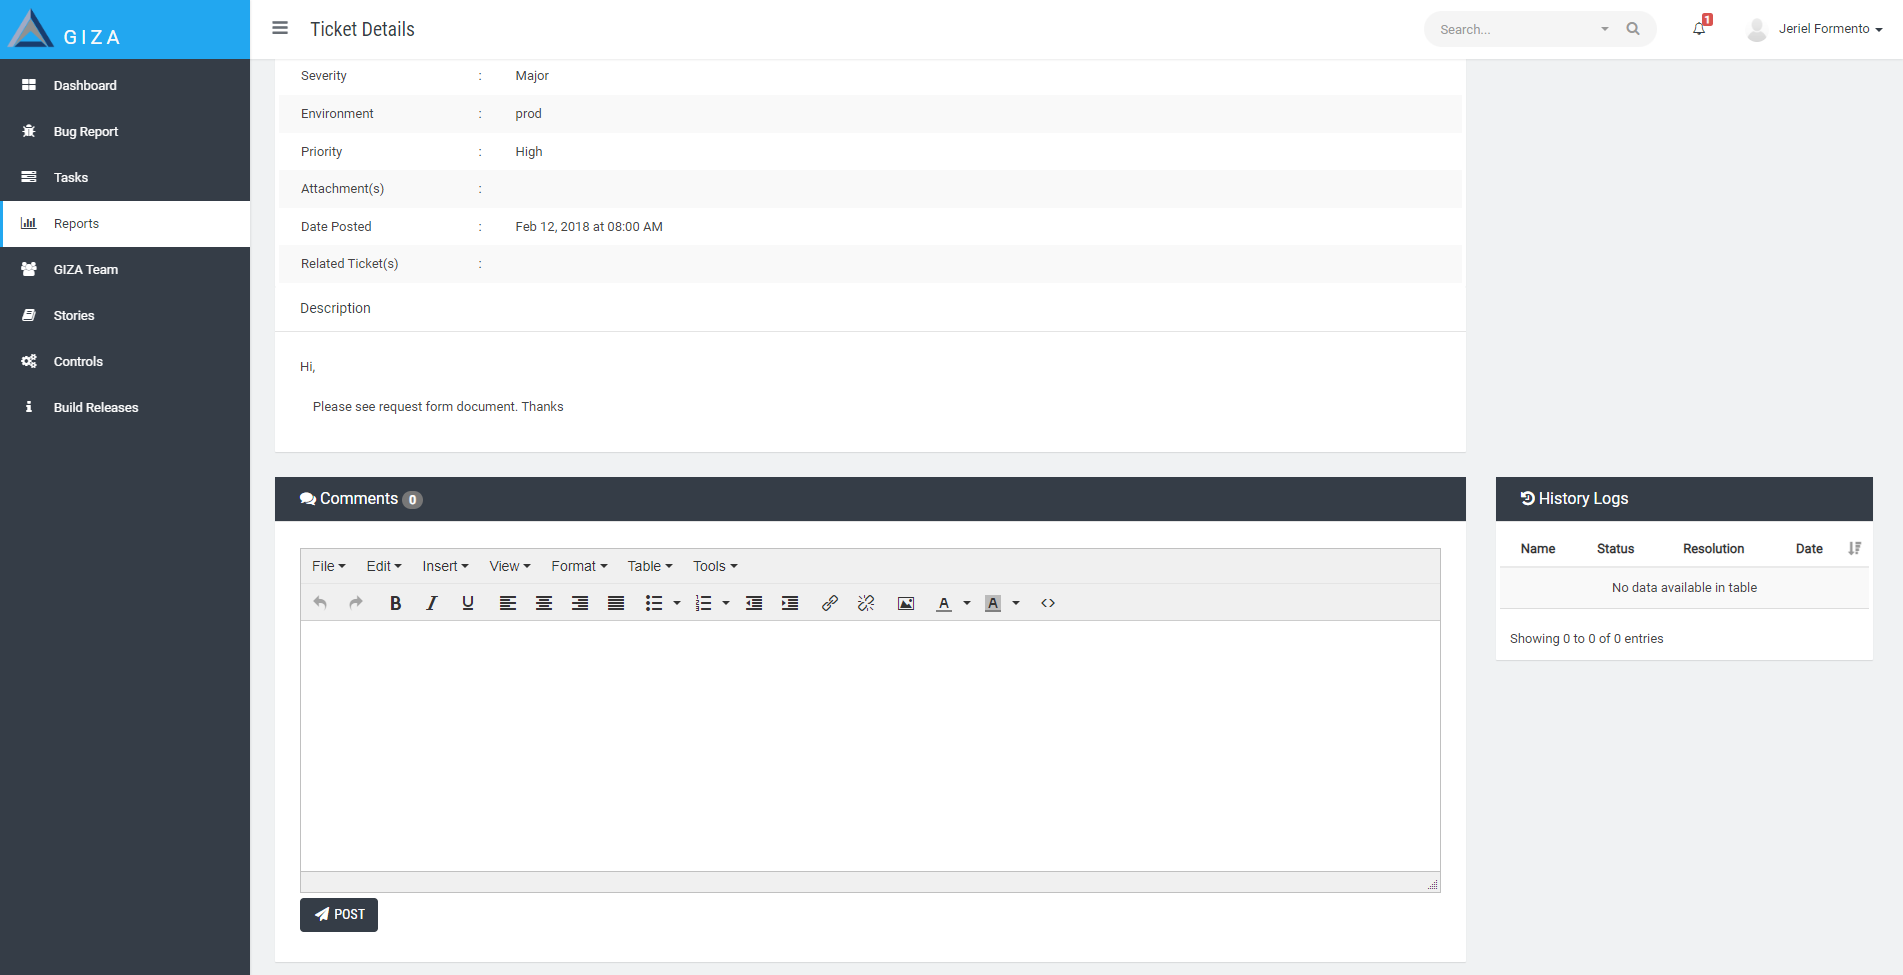 GIZA
Ticket Details
Search...
1
Jeriel Formento
Dashboard
Bug Report
Tasks
Reports
GIZA Team
Stories
Controls
Build Releases
Severity : Major
Environment : prod
Priority : High
Attachment(s) :
Date Posted : Feb 12, 2018 at 08:00 AM
Related Ticket(s) :
Description
Hi,
Please see request form document. Thanks
Comments 0
File Edit Insert View Format Table Tools
B I U A A
POST
History Logs
Name Status Resolution Date
No data available in table
Showing 0 to 0 of 0 entries